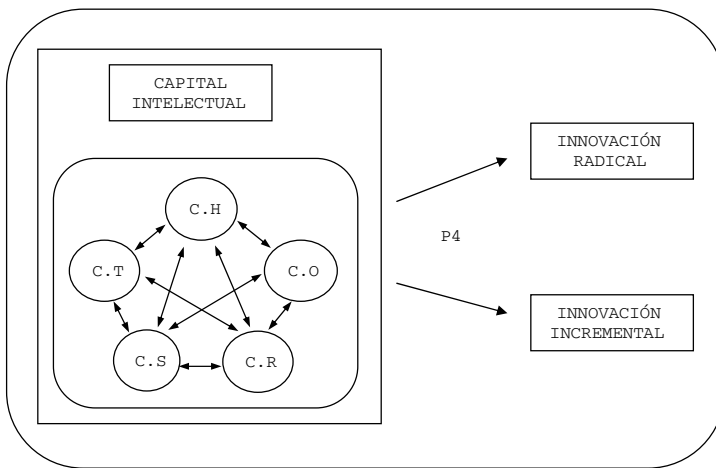 CAPITAL
INTELECTUAL
C.H
C.T
C.O
C.S
C.R
INNOVACIÓN
RADICAL
P4
INNOVACIÓN
INCREMENTAL